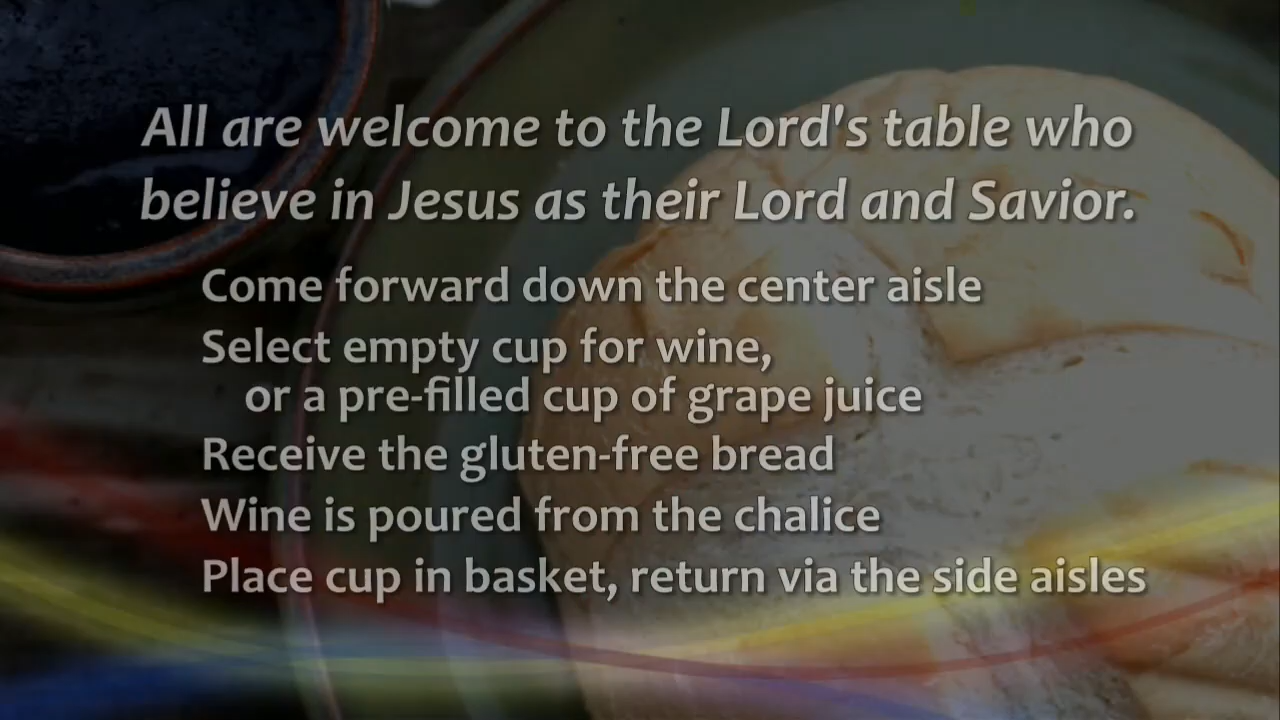 All are welcome to the Lord's table who
believe in Jesus as their Lord and Savior.
Come forward down the center aisle
Select empty cup for wine,
or a pre-filled cup of grape juice
Receive the gluten-free bread
Wine is poured from the chalice
Place cup in basket, return via the side aisles